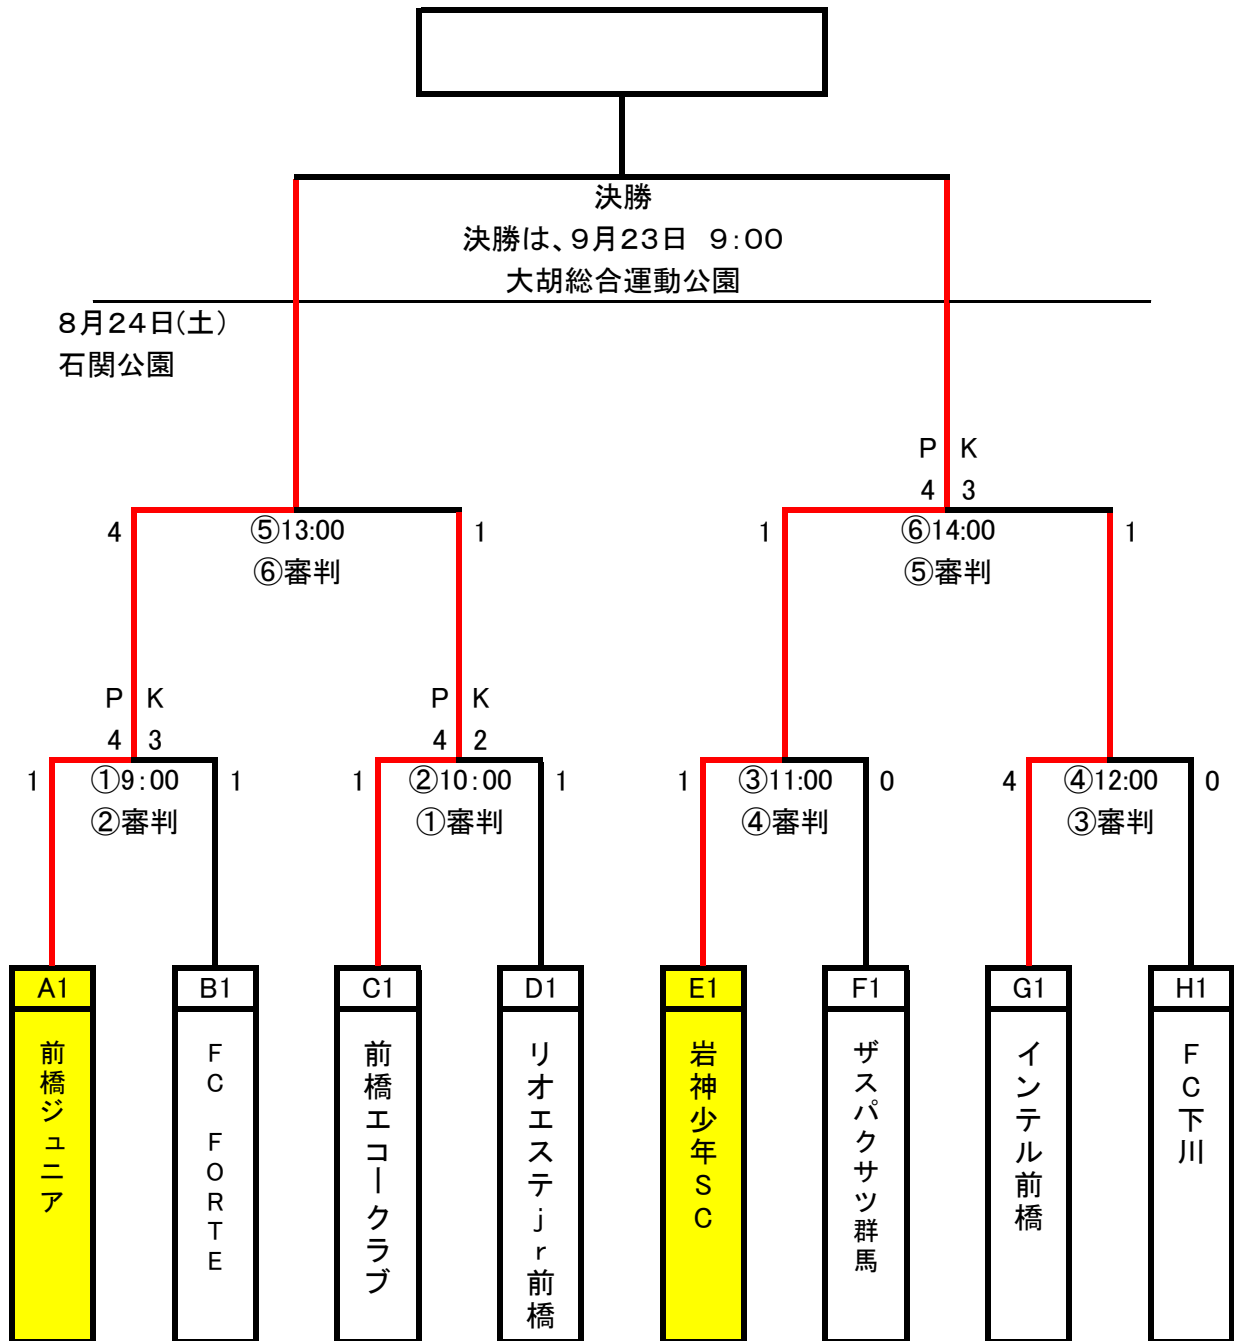 決勝
決勝は、9月23日 9:00
大胡総合運動公園
8月24日(土)
石関公園
P K
4 3
4 ⑤13:00 1
⑥審判
1 ⑥14:00 1
⑤審判
P K
4 3
P K
4 2
1 ①9:00 1
②審判
1 ②10:00 1
①審判
1 ③11:00 0
④審判
4 ④12:00 0
③審判
A1
前橋ジュニア
B1
FC FORTE
C1
前橋エコークラブ
D1
リオエステjr前橋
E1
岩神少年SC
F1
ザスパクサツ群馬
G1
インテル前橋
H1
FC下川